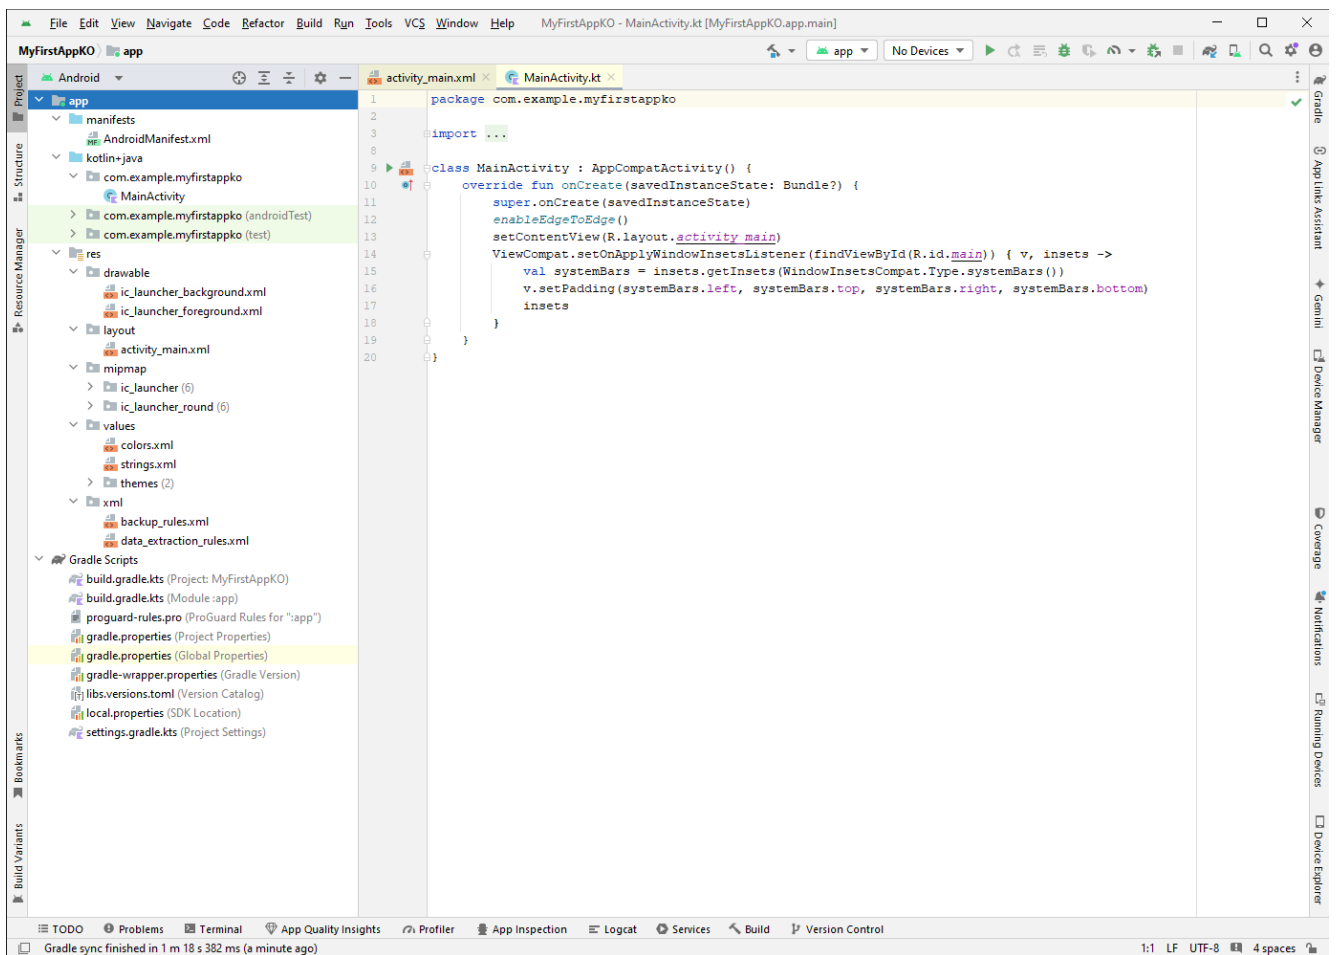 File Edit View Navigate Code Refactor Build Run Tools VCS Window Help MyFirstAppKO - MainActivity.kt [MyFirstAppKO.app.main]
MyFirstAppKO app
app No Devices
Project
Structure
Resource Manager
Bookmarks
Build Variants
Android
app
manifests
AndroidManifest.xml
kotlin+java
com.example.myfirstappko
MainActivity
com.example.myfirstappko (androidTest)
com.example.myfirstappko (test)
res
drawable
ic_launcher_background.xml
ic_launcher_foreground.xml
layout
activity_main.xml
mipmap
ic_launcher (6)
ic_launcher_round (6)
values
colors.xml
strings.xml
themes (2)
xml
backup_rules.xml
data_extraction_rules.xml
Gradle Scripts
build.gradle.kts (Project: MyFirstAppKO)
build.gradle.kts (Module :app)
proguard-rules.pro (ProGuard Rules for ":app")
gradle.properties (Project Properties)
gradle.properties (Global Properties)
gradle-wrapper.properties (Gradle Version)
libs.versions.toml (Version Catalog)
local.properties (SDK Location)
settings.gradle.kts (Project Settings)
activity_main.xml MainActivity.kt
1 package com.example.myfirstappko
2
3 import ...
8
9 class MainActivity : AppCompatActivity() {
10 override fun onCreate(savedInstanceState: Bundle?) {
11 super.onCreate(savedInstanceState)
12 enableEdgeToEdge()
13 setContentView(R.layout.activity_main)
14 ViewCompat.setOnApplyWindowInsetsListener(findViewById(R.id.main)) { v, insets ->
15 val systemBars = insets.getInsets(WindowInsetsCompat.Type.systemBars())
16 v.setPadding(systemBars.left, systemBars.top, systemBars.right, systemBars.bottom)
17 insets
18 }
19 }
20 }
Gradle
App Links Assistant
Gemini
Device Manager
Coverage
Notifications
Running Devices
Device Explorer
TODO Problems Terminal App Quality Insights Profiler App Inspection Logcat Services Build Version Control
Gradle sync finished in 1 m 18 s 382 ms (a minute ago) 1:1 LF UTF-8 4 spaces